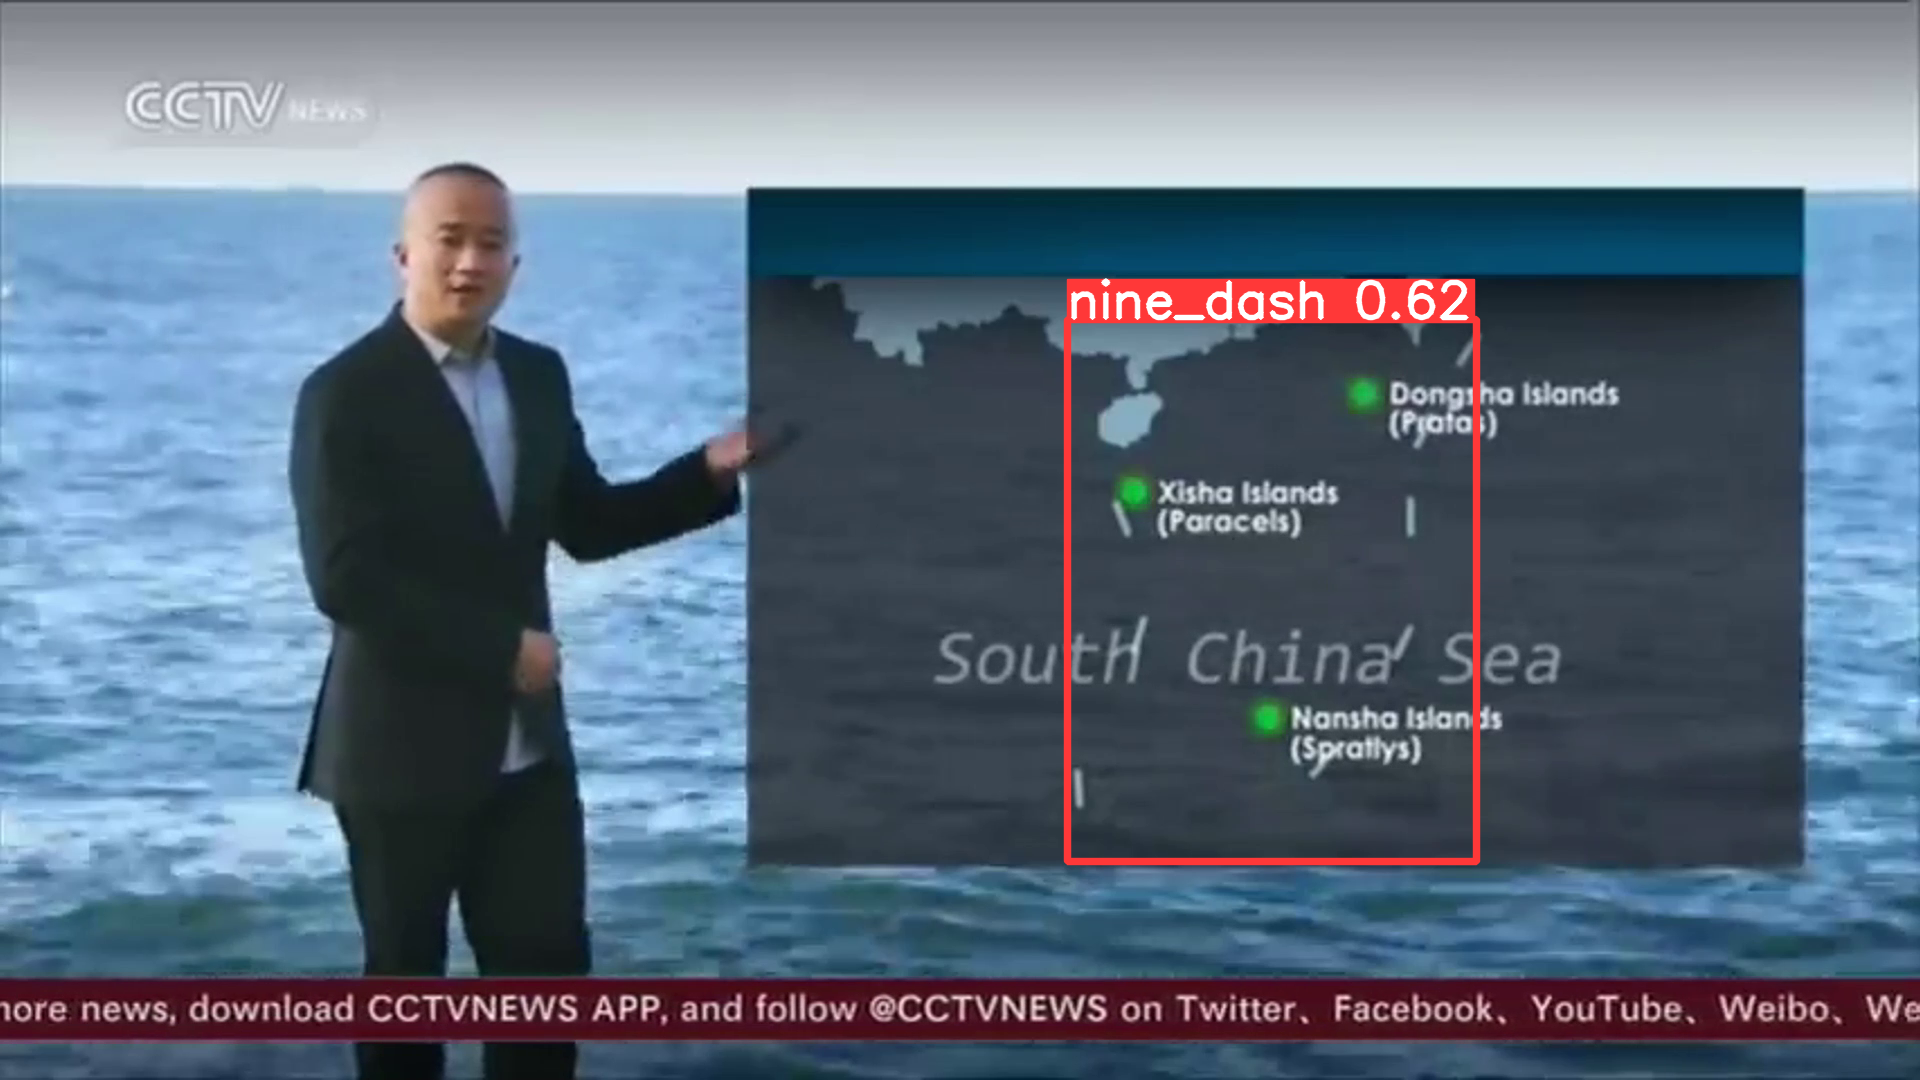 CCTV NEWS
nine_dash 0.62
Dongsha Islands
(Pratas)
Xisha Islands
(Paracels)
South China Sea
Nansha Islands
(Spratlys)
more news, download CCTVNEWS APP, and follow @CCTVNEWS on Twitter、Facebook、YouTube、Weibo、We